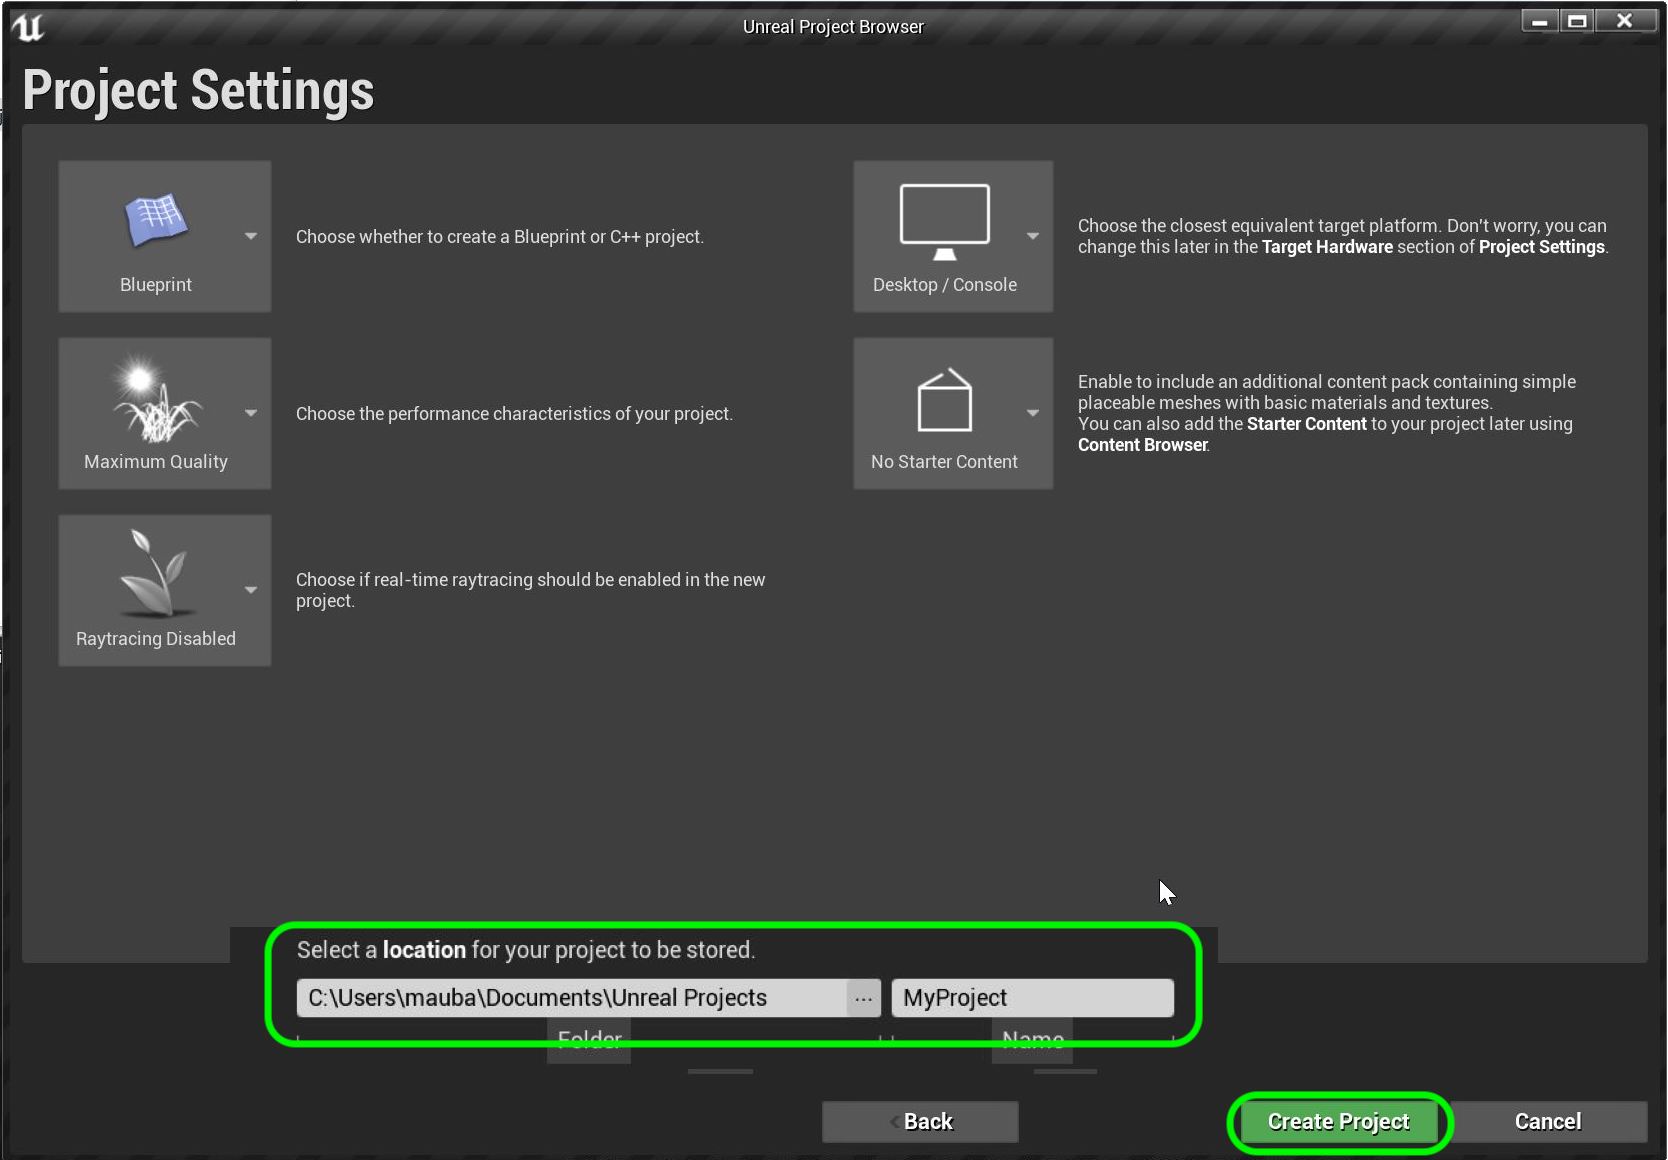 Unreal Project Browser
Project Settings
Blueprint
Choose whether to create a Blueprint or C++ project.
Desktop / Console
Choose the closest equivalent target platform. Don't worry, you can
change this later in the Target Hardware section of Project Settings.
Maximum Quality
Choose the performance characteristics of your project.
No Starter Content
Enable to include an additional content pack containing simple
placeable meshes with basic materials and textures.
You can also add the Starter Content to your project later using
Content Browser.
Raytracing Disabled
Choose if real-time raytracing should be enabled in the new
project.
Select a location for your project to be stored.
C:\Users\mauba\Documents\Unreal Projects
...
MyProject
Folder
Name
Back
Create Project
Cancel